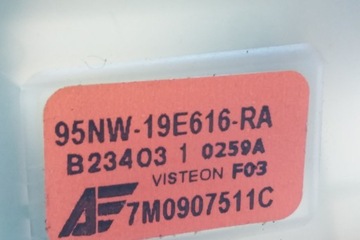 95NW-19E616-RA
B23403 1 0259A
VISTEON F03
AF 7M0907511C